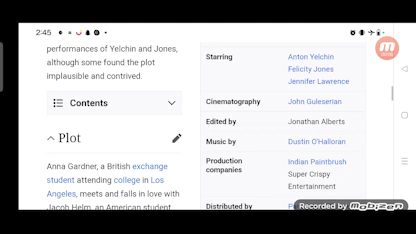 2:45
performances of Yelchin and Jones,
although some found the plot
implausible and contrived.
Contents
Plot
Anna Gardner, a British exchange
student attending college in Los
Angeles, meets and falls in love with
Jacob Helm, an American student
Starring
Anton Yelchin
Felicity Jones
Jennifer Lawrence
Cinematography John Guleserian
Edited by Jonathan Alberts
Music by Dustin O'Halloran
Production Indian Paintbrush
companies Super Crispy
Entertainment
Distributed by
Recorded by Mobizen